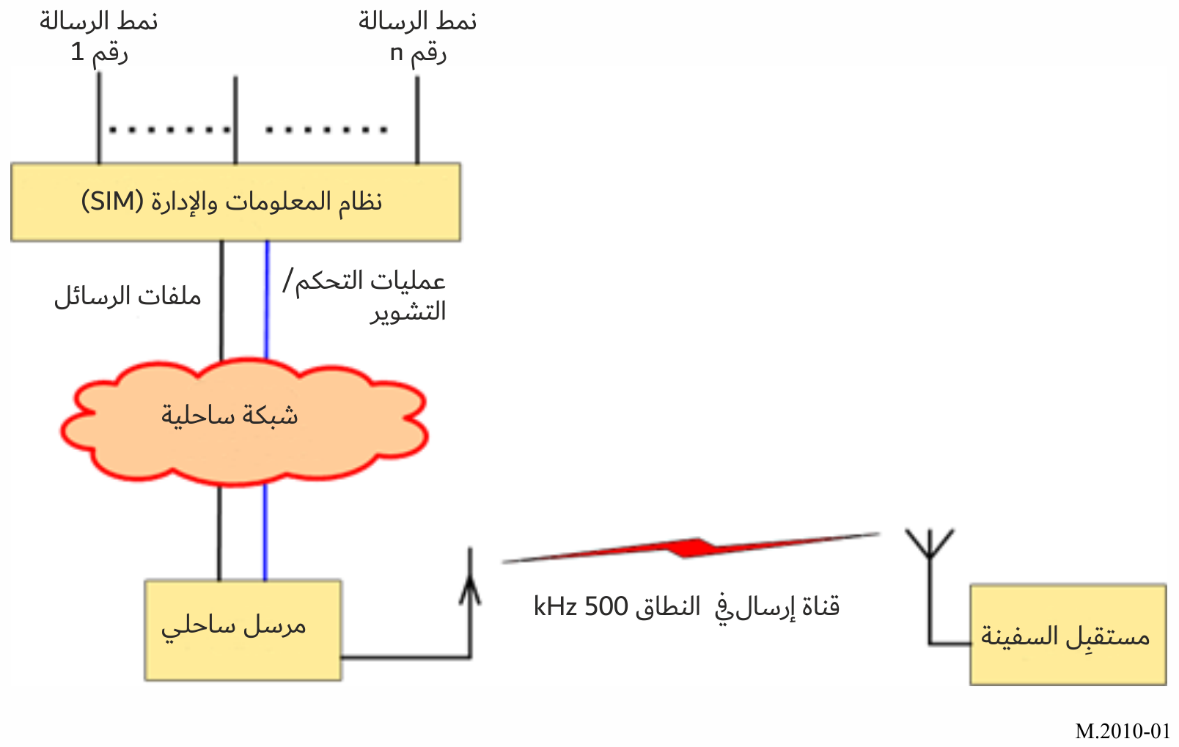 نمط الرسالة
رقم n
نمط الرسالة
رقم 1
نظام المعلومات والإدارة (SIM)
عمليات التحكم/
التشوير
ملفات الرسائل
شبكة ساحلية
مرسل ساحلي
قناة إرسال في النطاق 500 kHz
مستقبِل السفينة
M.2010-01